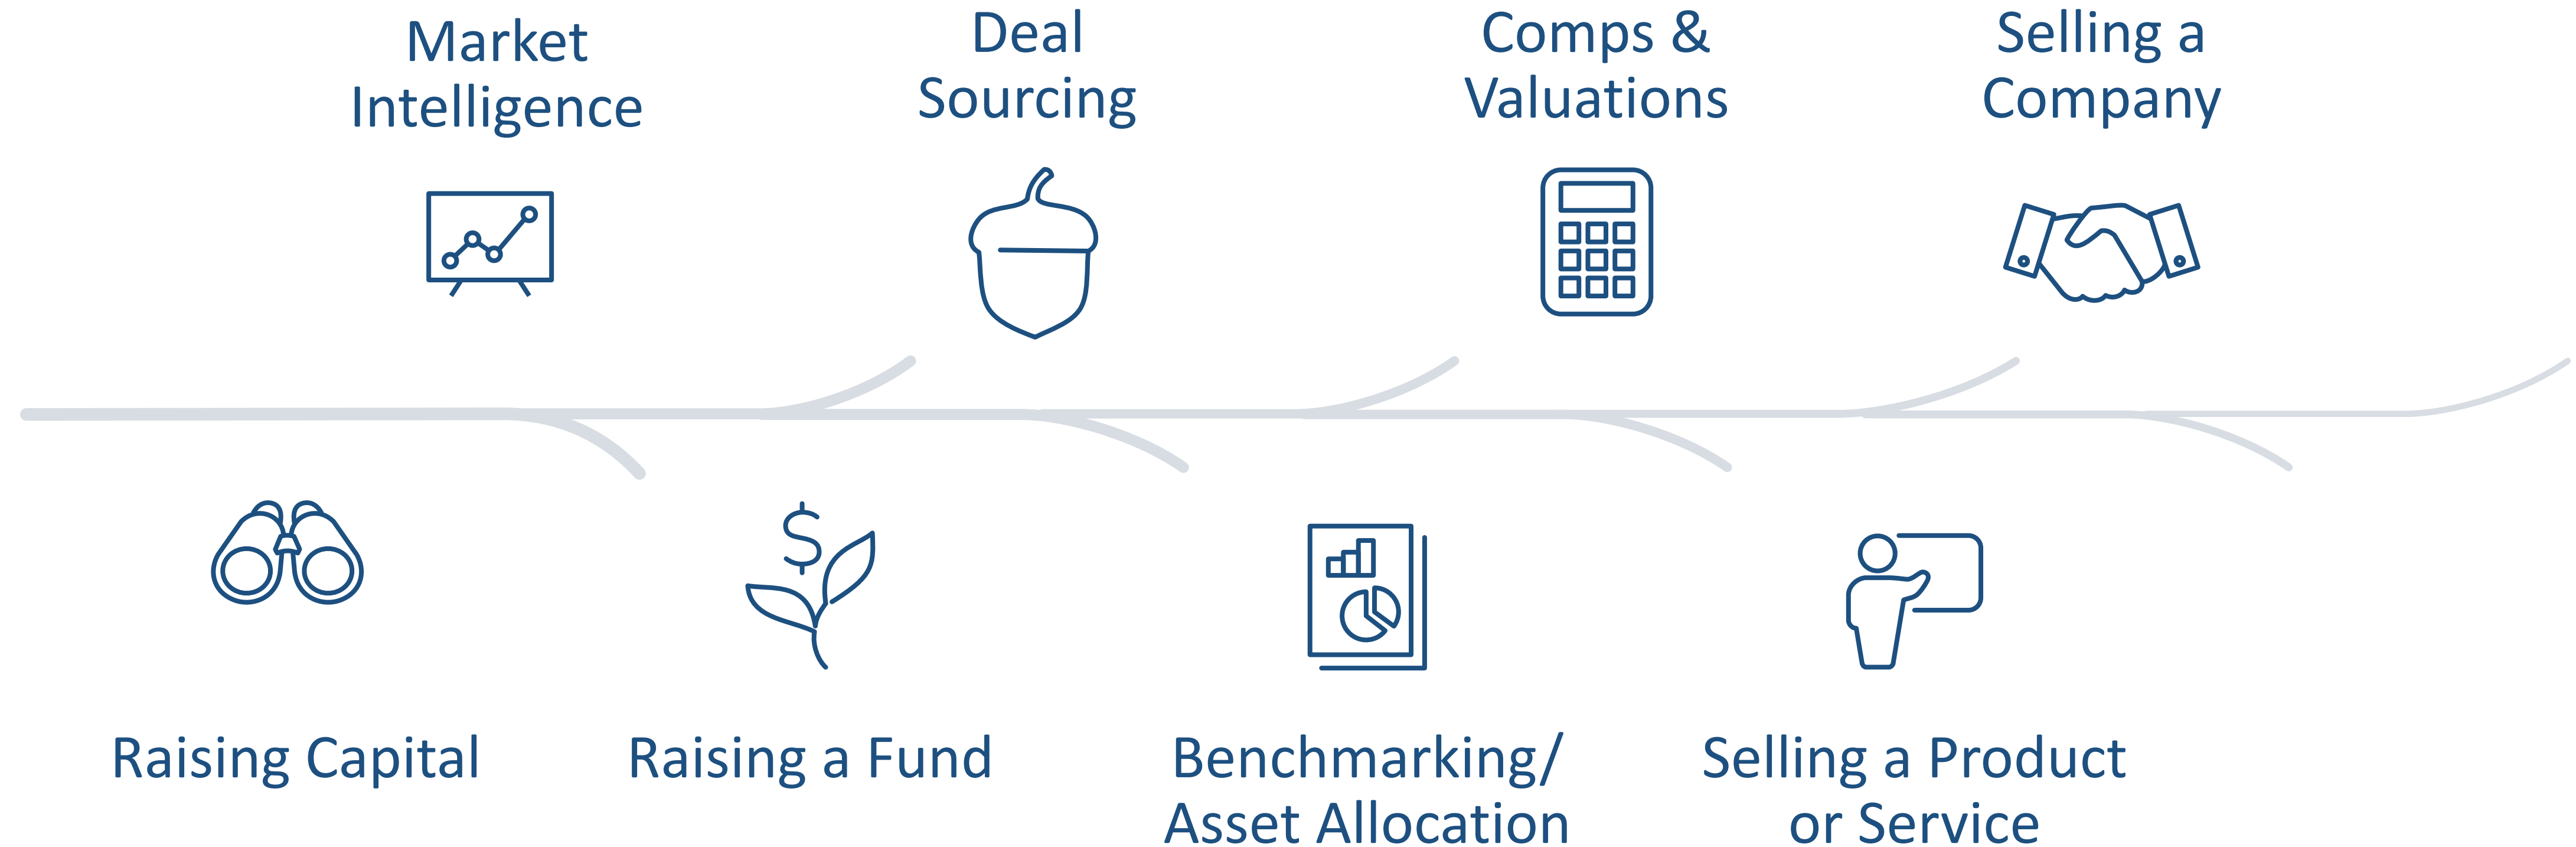 Market
Intelligence
Deal
Sourcing
Comps &
Valuations
Selling a
Company
$
Raising Capital
Raising a Fund
Benchmarking/
Asset Allocation
Selling a Product
or Service